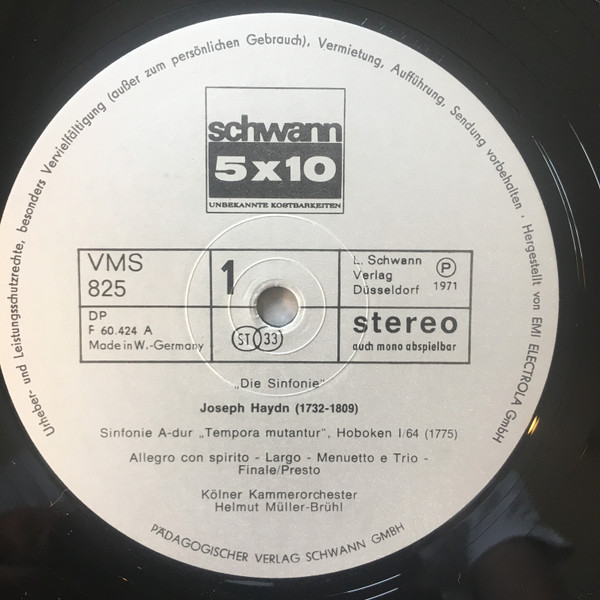 Urheber- und Leistungsschutzrechte, besonders Vervielfältigung (außer zum persönlichen Gebrauch), Vermietung, Aufführung, Sendung vorbehalten. Hergestellt von EMI ELECTROLA GmbH
schwann
5x10
UNBEKANNTE KOSTBARKEITEN
VMS
825
1
L. Schwann
Verlag
Düsseldorf
P
1971
DP
F 60.424 A
Made in W.-Germany
ST 33
stereo
auch mono abspielbar
„Die Sinfonie"
Joseph Haydn (1732-1809)
Sinfonie A-dur „Tempora mutantur", Hoboken I/64 (1775)
Allegro con spirito - Largo - Menuetto e Trio -
Finale/Presto
Kölner Kammerorchester
Helmut Müller-Brühl
PÄDAGOGISCHER VERLAG SCHWANN GMBH